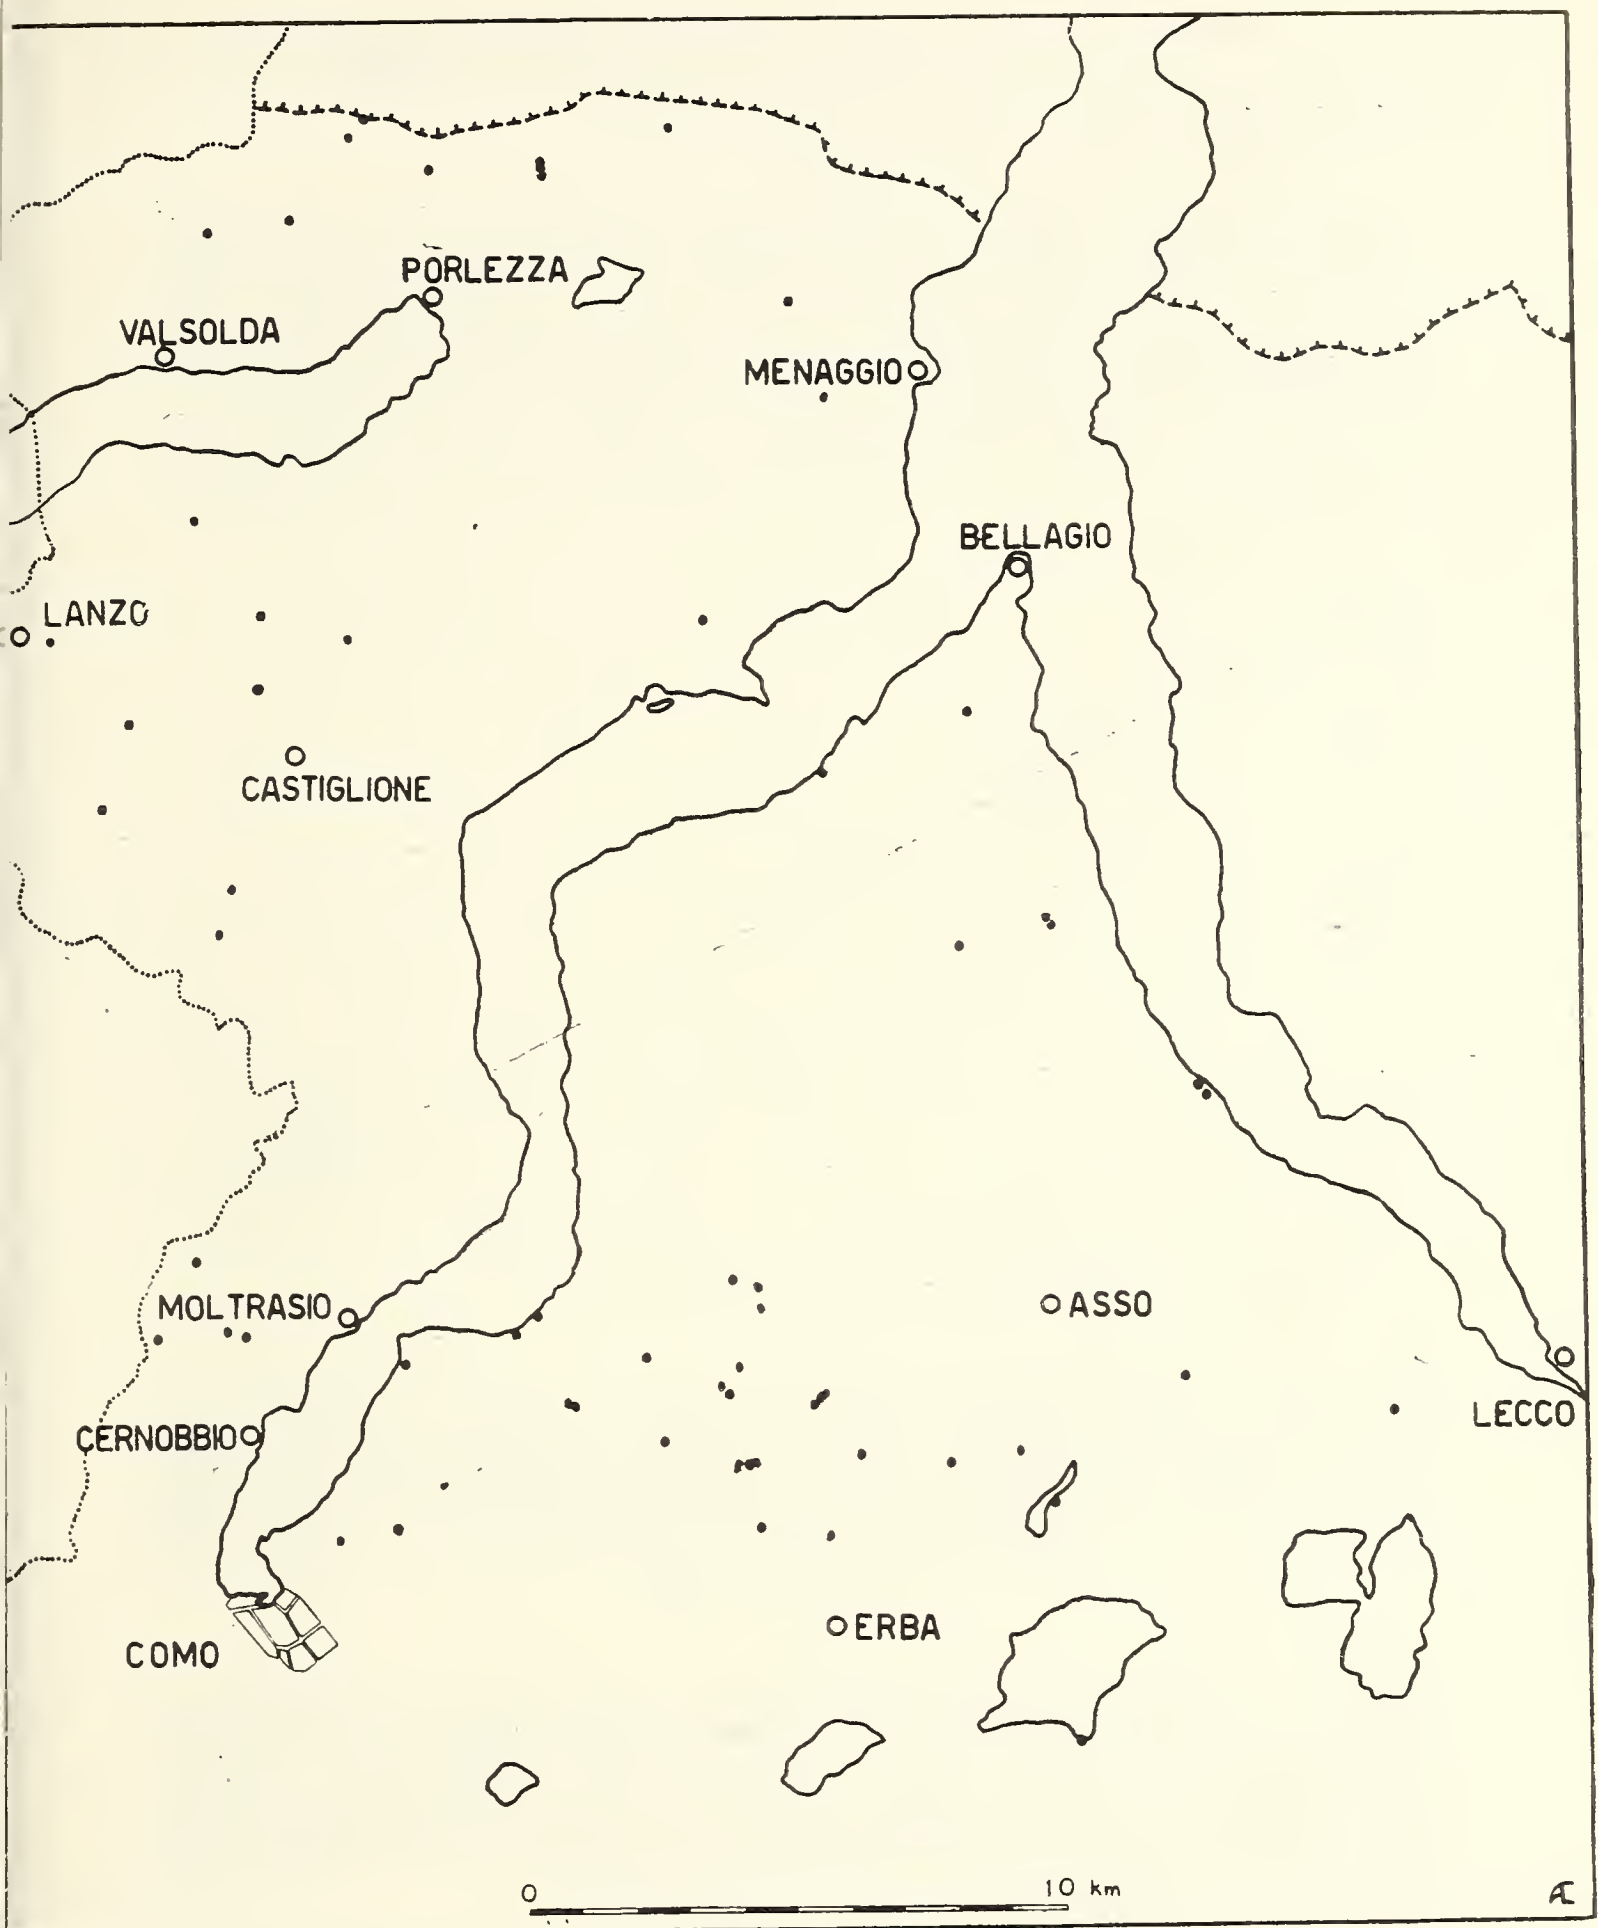 PORLEZZA
VALSOLDA
MENAGGIO
BELLAGIO
LANZO
CASTIGLIONE
MOLTRASIO
ASSO
CERNOBBIO
LECCO
ERBA
COMO
0 10 km